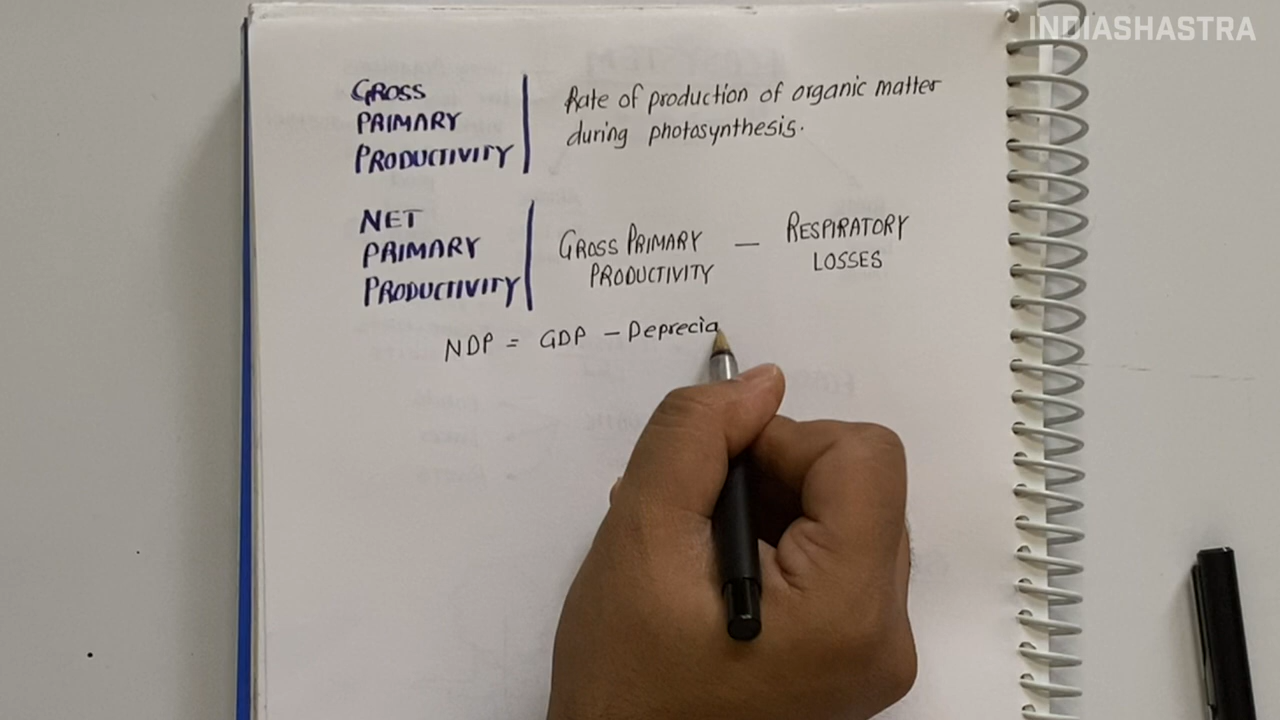 INDIASHASTRA
GROSS
PRIMARY
PRODUCTIVITY
Rate of production of organic matter
during photosynthesis.
NET
PRIMARY
PRODUCTIVITY
GROSS PRIMARY
PRODUCTIVITY
—
RESPIRATORY
LOSSES
NDP = GDP – Deprecia